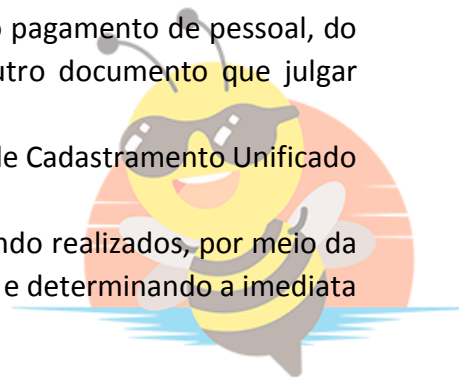 o pagamento de pessoal, do
utro documento que julgar
de Cadastramento Unificado
ndo realizados, por meio da
e determinando a imediata